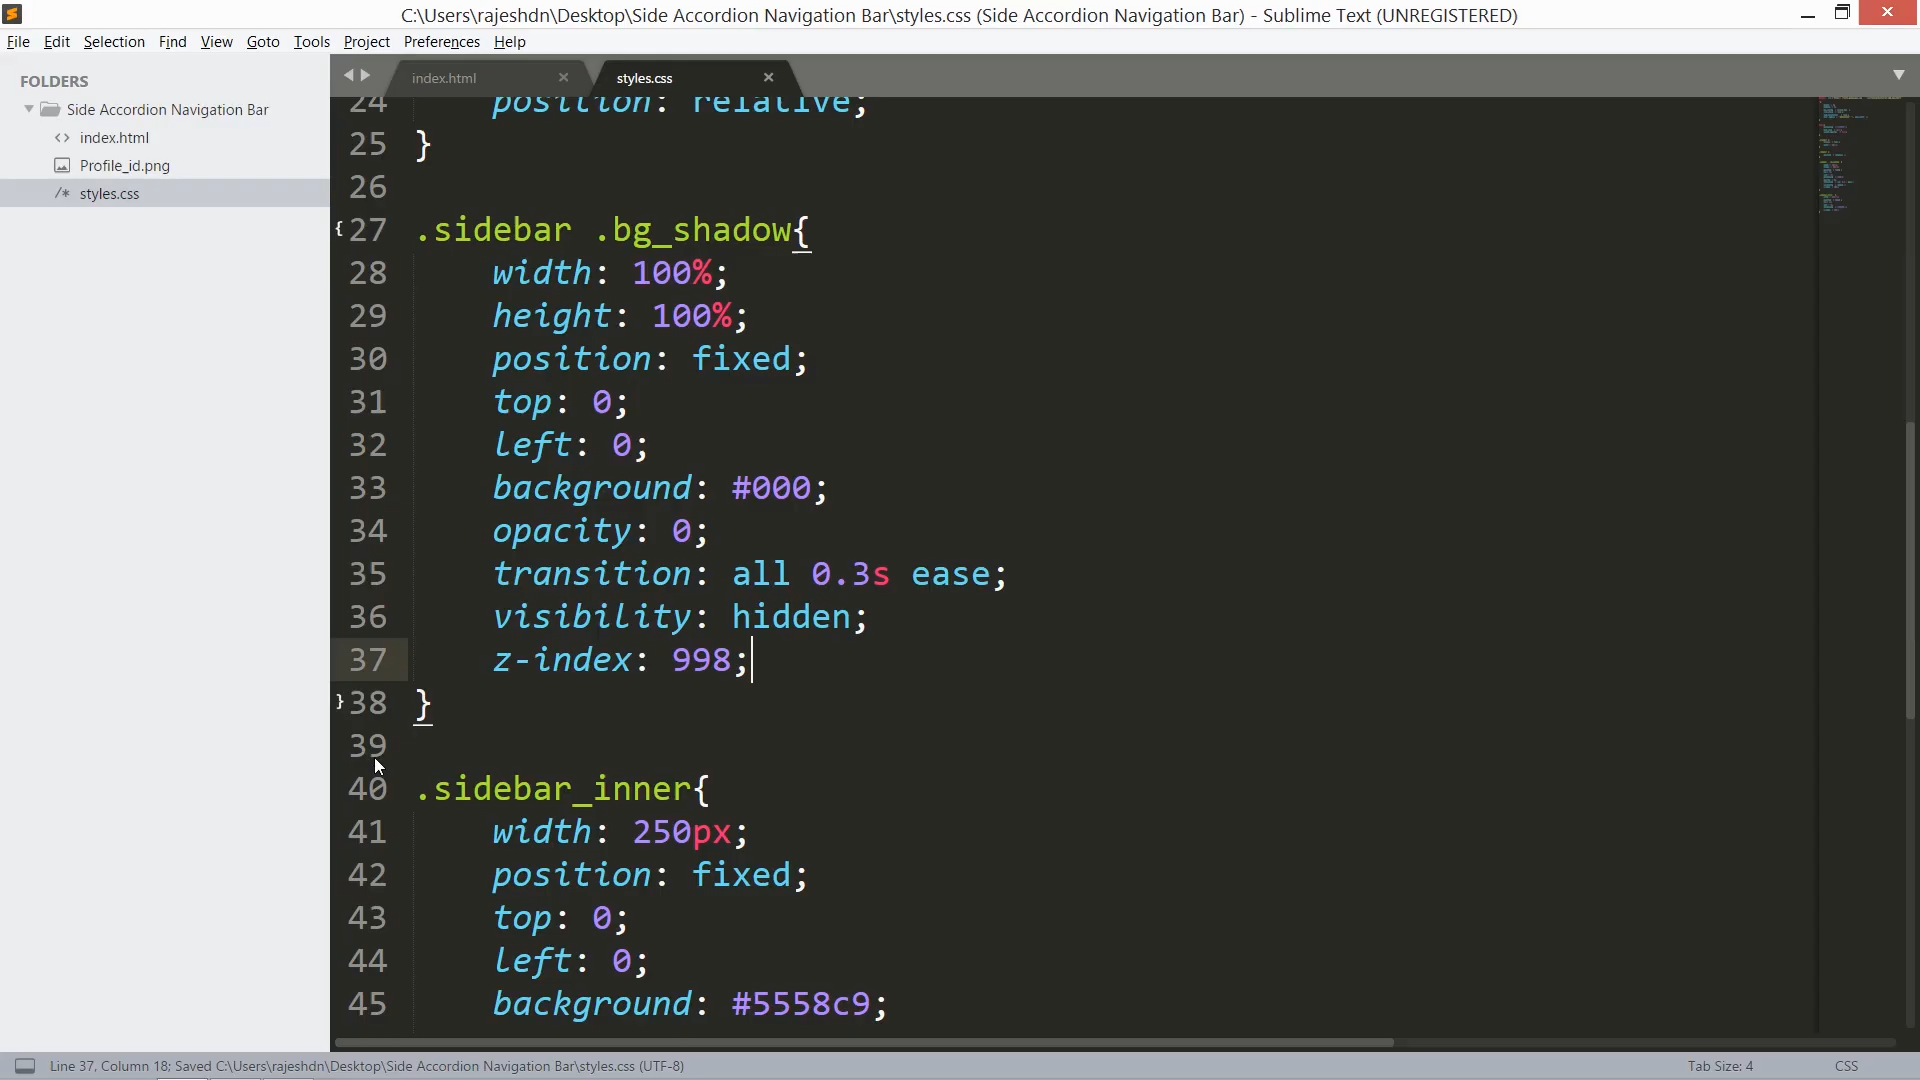 C:\Users\rajeshdn\Desktop\Side Accordion Navigation Bar\styles.css (Side Accordion Navigation Bar) - Sublime Text (UNREGISTERED)
File Edit Selection Find View Goto Tools Project Preferences Help
FOLDERS
Side Accordion Navigation Bar
<> index.html
Profile_id.png
/* styles.css
index.html × styles.css ×
24 position: relative;
25 }
26
{ 27 .sidebar .bg_shadow{
28 width: 100%;
29 height: 100%;
30 position: fixed;
31 top: 0;
32 left: 0;
33 background: #000;
34 opacity: 0;
35 transition: all 0.3s ease;
36 visibility: hidden;
37 z-index: 998;
} 38 }
39
40 .sidebar_inner{
41 width: 250px;
42 position: fixed;
43 top: 0;
44 left: 0;
45 background: #5558c9;
Line 37, Column 18; Saved C:\Users\rajeshdn\Desktop\Side Accordion Navigation Bar\styles.css (UTF-8) Tab Size: 4 CSS